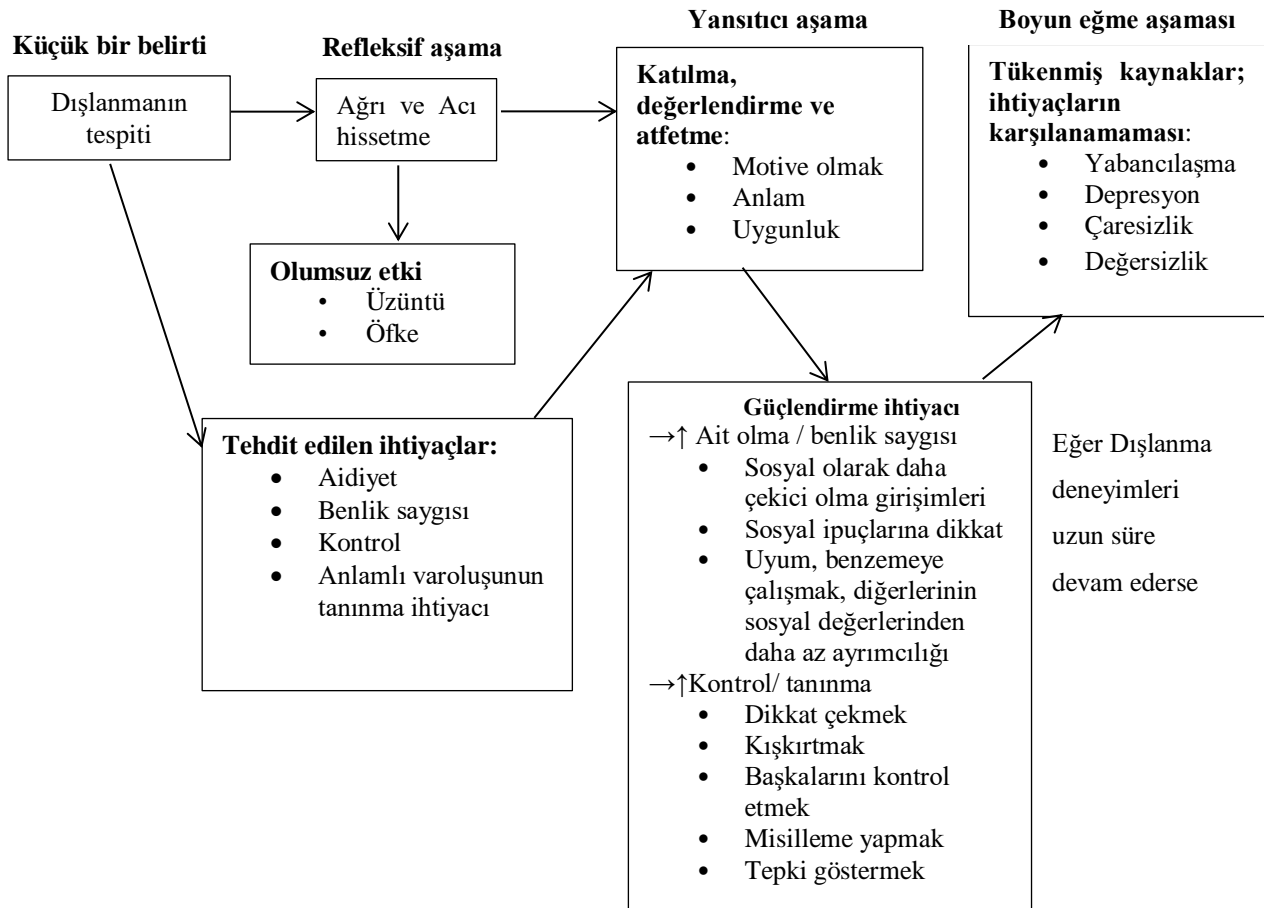 Küçük bir belirti
Dışlanmanın
tespiti
Refleksif aşama
Ağrı ve Acı
hissetme
Olumsuz etki
• Üzüntü
• Öfke
Tehdit edilen ihtiyaçlar:
• Aidiyet
• Benlik saygısı
• Kontrol
• Anlamlı varoluşunun
tanınma ihtiyacı
Yansıtıcı aşama
Katılma,
değerlendirme ve
atfetme:
• Motive olmak
• Anlam
• Uygunluk
Güçlendirme ihtiyacı
→↑ Ait olma / benlik saygısı
• Sosyal olarak daha
çekici olma girişimleri
• Sosyal ipuçlarına dikkat
• Uyum, benzemeye
çalışmak, diğerlerinin
sosyal değerlerinden
daha az ayrımcılığı
→↑Kontrol/ tanınma
• Dikkat çekmek
• Kışkırtmak
• Başkalarını kontrol
etmek
• Misilleme yapmak
• Tepki göstermek
Boyun eğme aşaması
Tükenmiş kaynaklar;
ihtiyaçların
karşılanamaması:
• Yabancılaşma
• Depresyon
• Çaresizlik
• Değersizlik
Eğer Dışlanma
deneyimleri
uzun süre
devam ederse